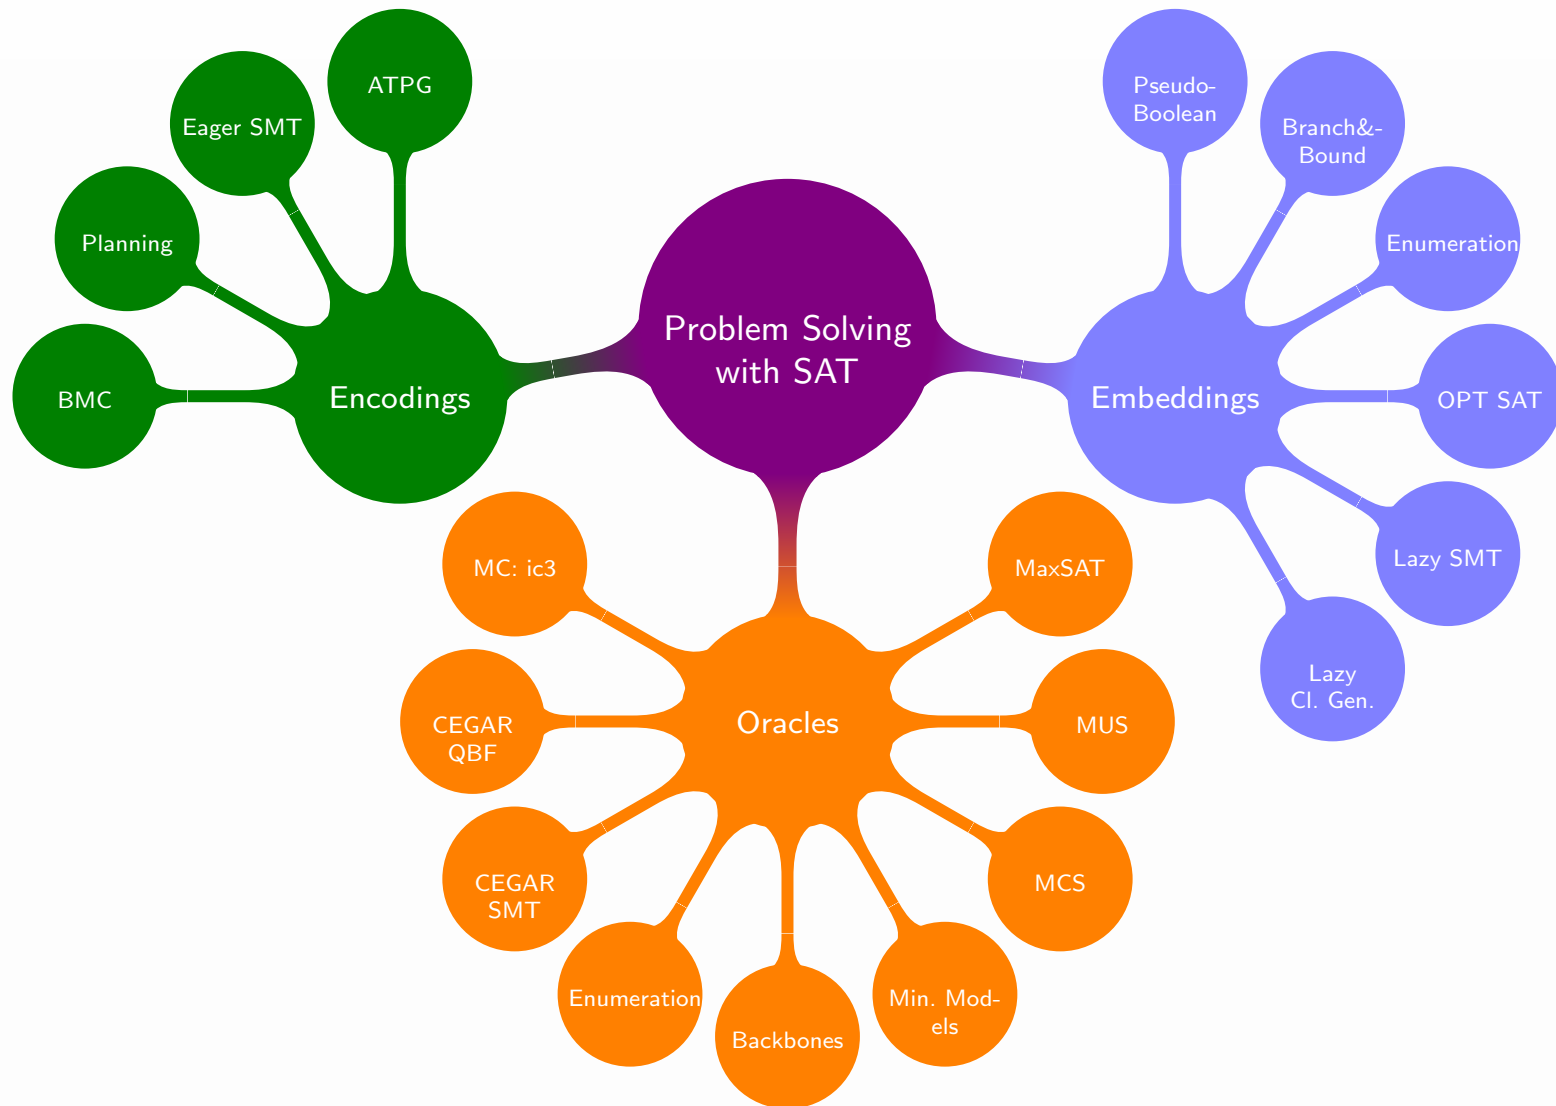 Problem Solving
with SAT
Encodings
ATPG
Eager SMT
Planning
BMC
Embeddings
Pseudo-
Boolean
Branch&-
Bound
Enumeration
OPT SAT
Lazy SMT
Lazy
Cl. Gen.
Oracles
MC: ic3
CEGAR
QBF
CEGAR
SMT
Enumeration
Backbones
Min. Mod-
els
MCS
MUS
MaxSAT